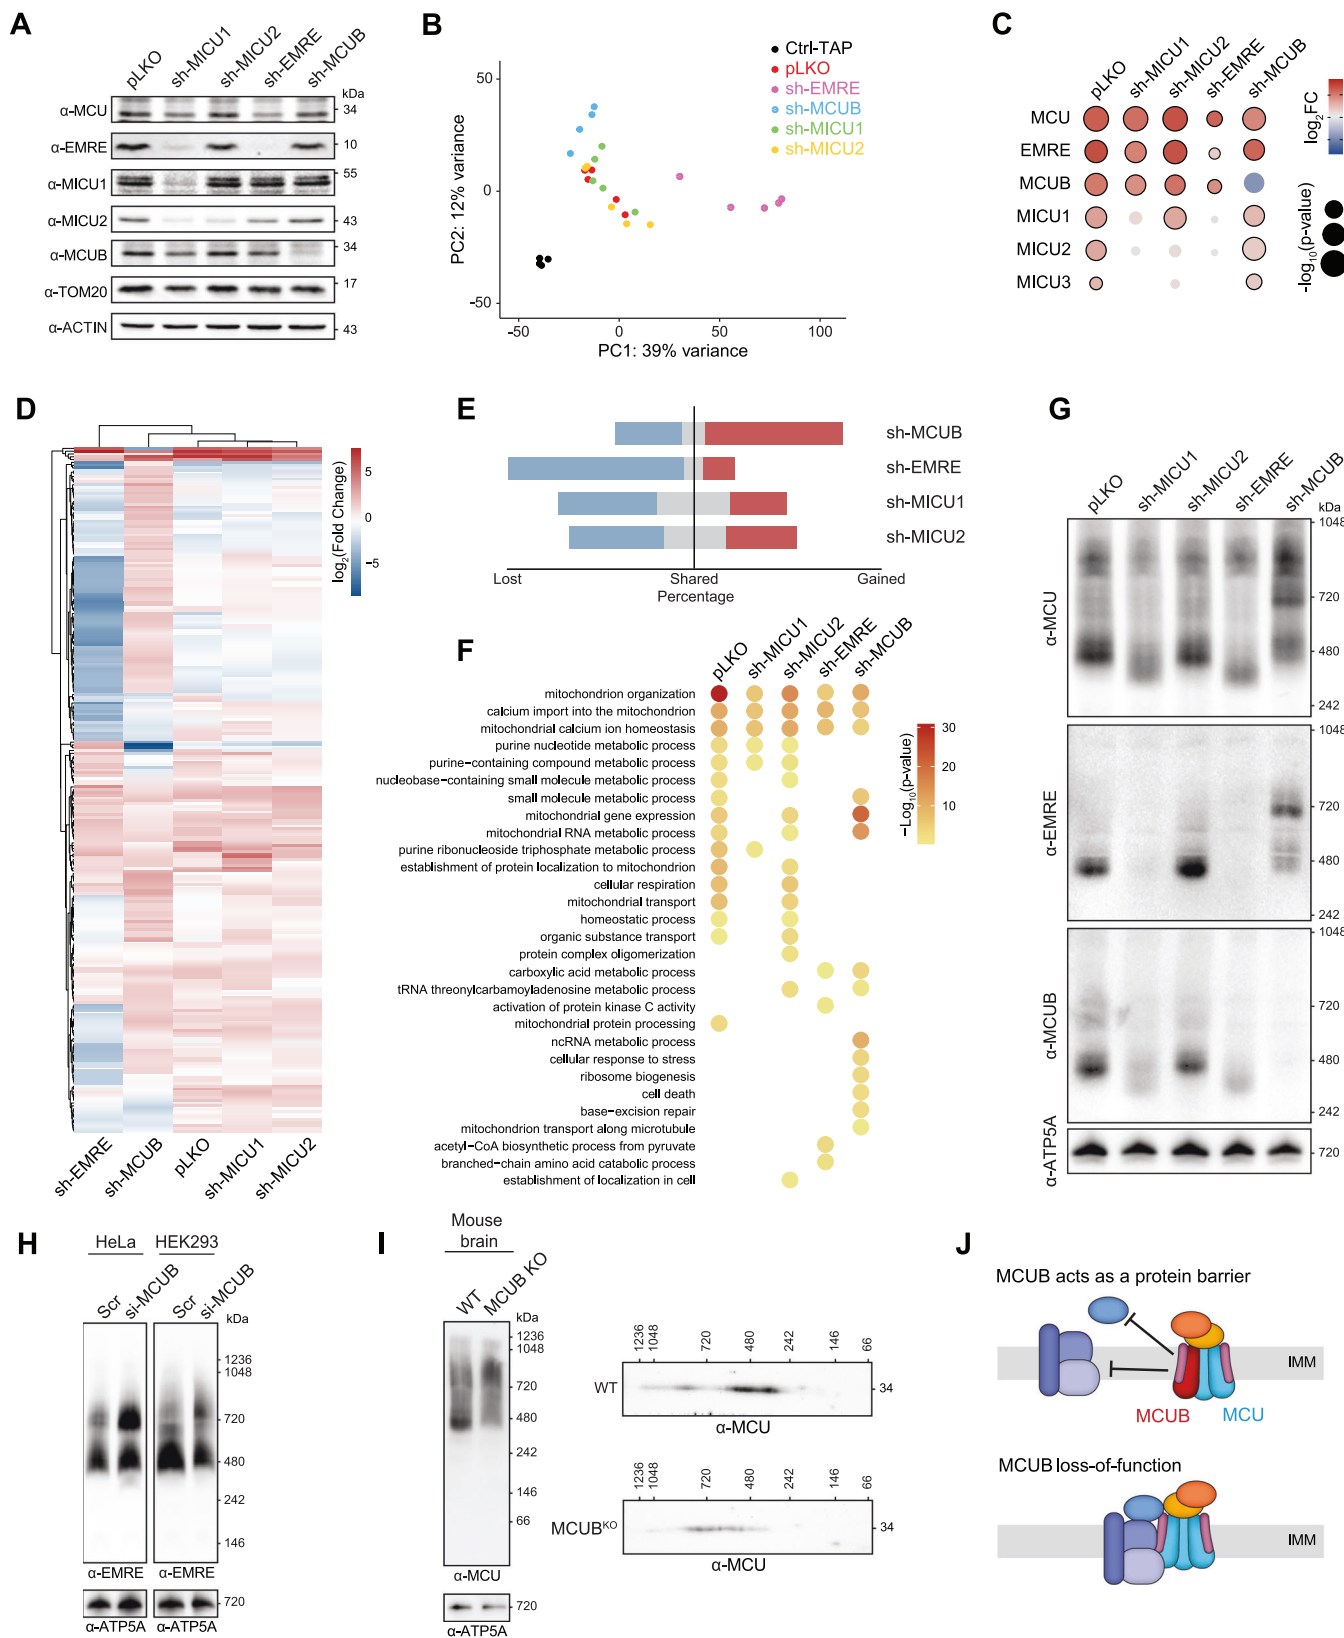 A
pLKO
sh-MICU1
sh-MICU2
sh-EMRE
sh-MCUB
kDa
α-MCU
34
α-EMRE
10
α-MICU1
55
α-MICU2
43
α-MCUB
34
α-TOM20
17
α-ACTIN
43
B
Ctrl-TAP
pLKO
sh-EMRE
sh-MCUB
sh-MICU1
sh-MICU2
50
0
-50
PC2: 12% variance
-50
0
50
100
PC1: 39% variance
C
pLKO
sh-MICU1
sh-MICU2
sh-EMRE
sh-MCUB
MCU
EMRE
MCUB
MICU1
MICU2
MICU3
log2FC
-log10(p-value)
D
5
0
−5
log2(Fold Change)
sh-EMRE
sh-MCUB
pLKO
sh-MICU1
sh-MICU2
E
sh-MCUB
sh-EMRE
sh-MICU1
sh-MICU2
Lost
Shared
Gained
Percentage
F
pLKO
sh-MICU1
sh-MICU2
sh-EMRE
sh-MCUB
mitochondrion organization
calcium import into the mitochondrion
mitochondrial calcium ion homeostasis
purine nucleotide metabolic process
purine−containing compound metabolic process
nucleobase−containing small molecule metabolic process
small molecule metabolic process
mitochondrial gene expression
mitochondrial RNA metabolic process
purine ribonucleoside triphosphate metabolic process
establishment of protein localization to mitochondrion
cellular respiration
mitochondrial transport
homeostatic process
organic substance transport
protein complex oligomerization
carboxylic acid metabolic process
tRNA threonylcarbamoyladenosine metabolic process
activation of protein kinase C activity
mitochondrial protein processing
ncRNA metabolic process
cellular response to stress
ribosome biogenesis
cell death
base−excision repair
mitochondrion transport along microtubule
acetyl−CoA biosynthetic process from pyruvate
branched−chain amino acid catabolic process
establishment of localization in cell
30
20
10
−Log10(p-value)
G
pLKO
sh-MICU1
sh-MICU2
sh-EMRE
sh-MCUB
kDa
1048
720
480
242
α-MCU
1048
720
480
242
α-EMRE
1048
720
480
242
α-MCUB
720
α-ATP5A
H
HeLa
HEK293
Scr
si-MCUB
Scr
si-MCUB
kDa
1236
1048
720
480
242
146
α-EMRE
α-EMRE
720
α-ATP5A
α-ATP5A
I
Mouse
brain
WT
MCUB KO
kDa
1236
1048
720
480
242
146
66
α-MCU
720
α-ATP5A
1236
1048
720
480
242
146
66
WT
34
α-MCU
1236
1048
720
480
242
146
66
MCUBKO
34
α-MCU
J
MCUB acts as a protein barrier
IMM
MCUB
MCU
MCUB loss-of-function
IMM